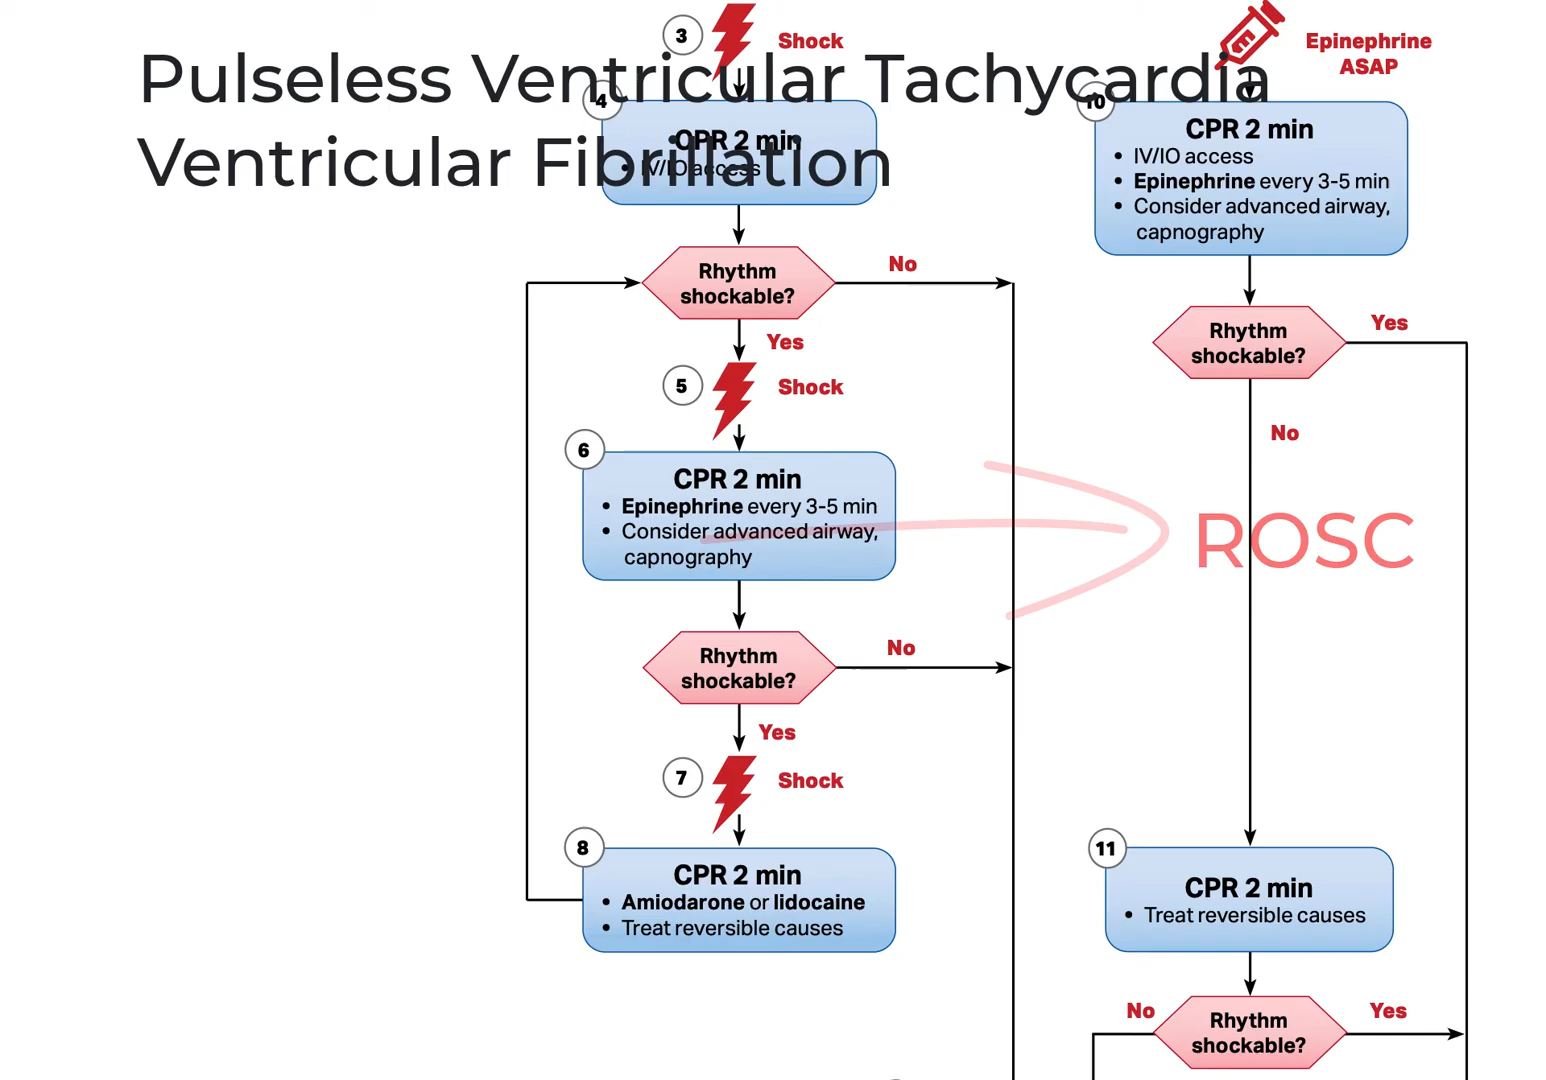 Pulseless Ventricular Tachycardia
Ventricular Fibrillation
3
Shock
4
CPR 2 min
• IV/IO access
Rhythm
shockable?
No
Yes
5
Shock
6
CPR 2 min
• Epinephrine every 3-5 min
• Consider advanced airway,
capnography
Rhythm
shockable?
No
Yes
7
Shock
8
CPR 2 min
• Amiodarone or lidocaine
• Treat reversible causes
Epinephrine
ASAP
10
CPR 2 min
• IV/IO access
• Epinephrine every 3-5 min
• Consider advanced airway,
capnography
Rhythm
shockable?
Yes
No
ROSC
11
CPR 2 min
• Treat reversible causes
Rhythm
shockable?
No
Yes